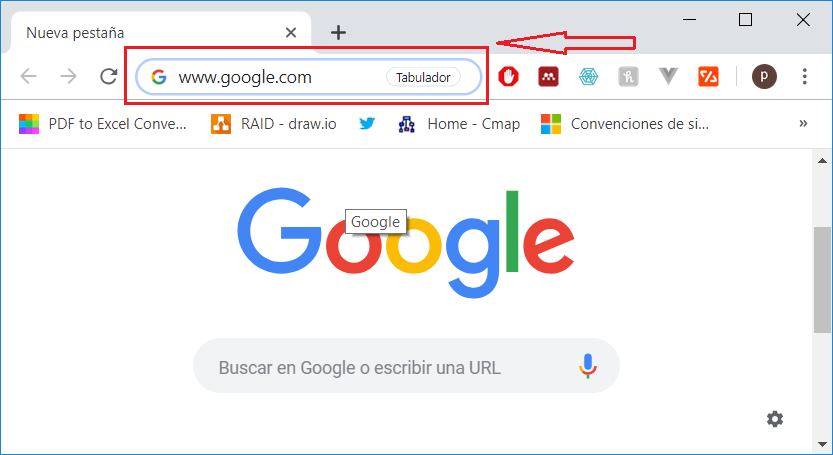 Nueva pestaña
www.google.com
Tabulador
p
PDF to Excel Conve...
RAID - draw.io
Home - Cmap
Convenciones de si...
»
Google
Google
Buscar en Google o escribir una URL